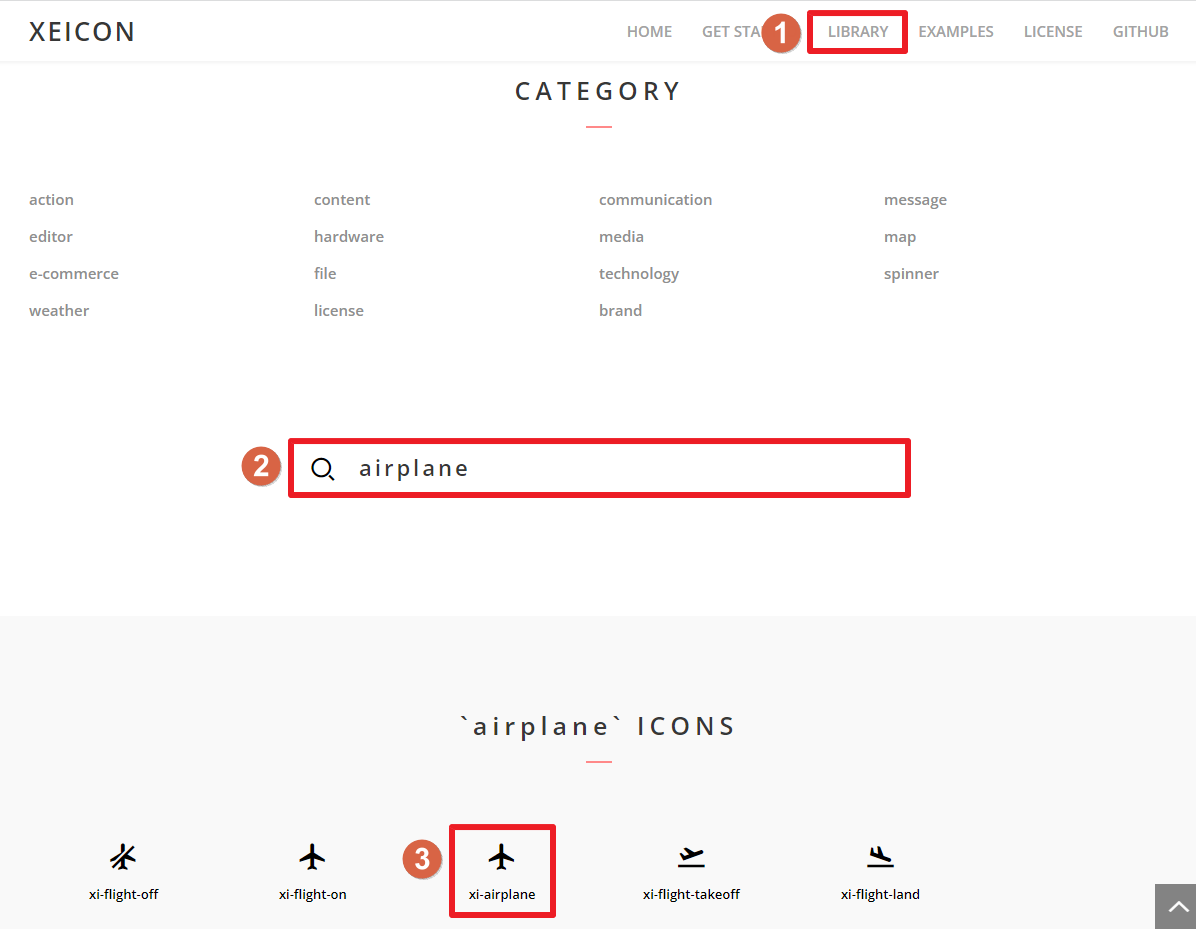 XEICON HOME GET STA 1 LIBRARY EXAMPLES LICENSE GITHUB
CATEGORY
action content communication message
editor hardware media map
e-commerce file technology spinner
weather license brand
2 airplane
`airplane` ICONS
3
xi-flight-off xi-flight-on xi-airplane xi-flight-takeoff xi-flight-land